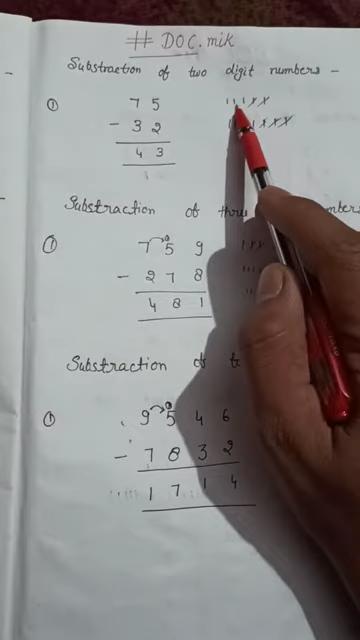 # DOC.mik
Substraction of two digit numbers -
① 7 5
- 3 2
4 3
Substraction of
① 7 5 9
- 2 7 8
4 8 1
Substraction of
① 9 5 4 6
- 7 8 3 2
1 7 1 4